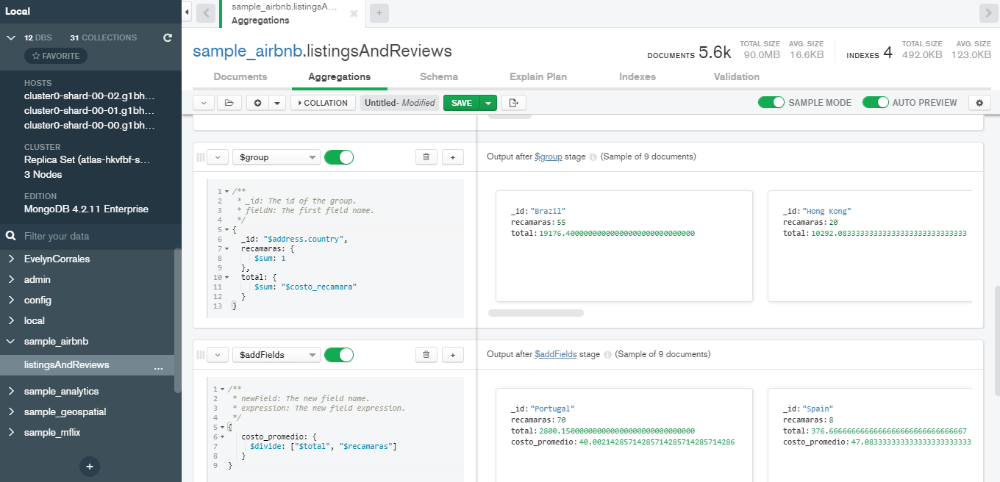 Local
12 DBS 31 COLLECTIONS
☆ FAVORITE
HOSTS
cluster0-shard-00-02.g1bh...
cluster0-shard-00-01.g1bh...
cluster0-shard-00-00.g1bh...
CLUSTER
Replica Set (atlas-hkvfbf-s...
3 Nodes
EDITION
MongoDB 4.2.11 Enterprise
Filter your data
EvelynCorrales
admin
config
local
sample_airbnb
listingsAndReviews ...
sample_analytics
sample_geospatial
sample_mflix
+
sample_airbnb.listingsA...
Aggregations
+
sample_airbnb.listingsAndReviews
DOCUMENTS 5.6k
TOTAL SIZE 90.0MB
AVG. SIZE 16.6KB
INDEXES 4
TOTAL SIZE 492.0KB
AVG. SIZE 123.0KB
Documents Aggregations Schema Explain Plan Indexes Validation
COLLATION Untitled- Modified SAVE SAMPLE MODE AUTO PREVIEW
$group
Output after $group stage (Sample of 9 documents)
1 /**
2 * _id: The id of the group.
3 * fieldN: The first field name.
4 */
5 {
6 _id: "$address.country",
7 recamaras: {
8 $sum: 1
9 },
10 total: {
11 $sum: "$costo_recamara"
12 }
13 }
_id: "Brazil"
recamaras: 55
total: 19176.4000000000000000000000000000
_id: "Hong Kong"
recamaras: 20
total: 10292.08333333333333333333333333
$addFields
Output after $addFields stage (Sample of 9 documents)
1 /**
2 * newField: The new field name.
3 * expression: The new field expression.
4 */
5 {
6 costo_promedio: {
7 $divide: ["$total", "$recamaras"]
8 }
9 }
_id: "Portugal"
recamaras: 70
total: 2800.150000000000000000000000000
costo_promedio: 40.00214285714285714285714285714286
_id: "Spain"
recamaras: 8
total: 376.6666666666666666666666666667
costo_promedio: 47.08333333333333333333333